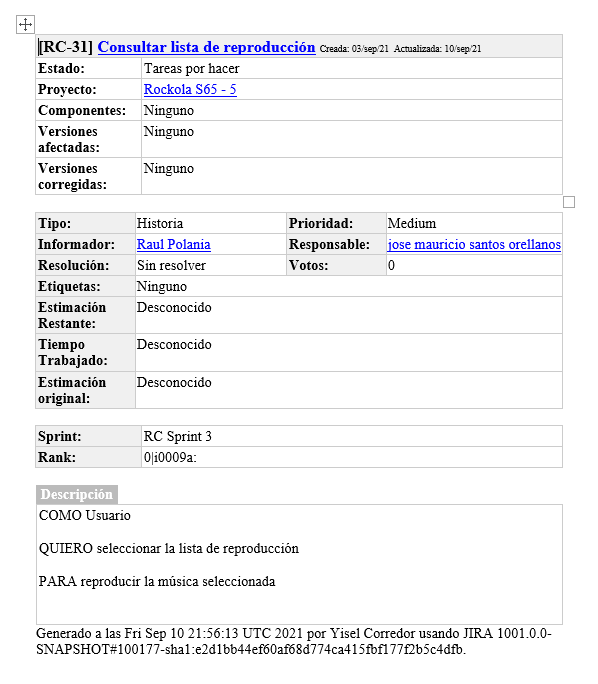 [RC-31] Consultar lista de reproducción Creada: 03/sep/21 Actualizada: 10/sep/21
Estado: Tareas por hacer
Proyecto: Rockola S65 - 5
Componentes: Ninguno
Versiones afectadas: Ninguno
Versiones corregidas: Ninguno
Tipo: Historia Prioridad: Medium
Informador: Raul Polania Responsable: jose mauricio santos orellanos
Resolución: Sin resolver Votos: 0
Etiquetas: Ninguno
Estimación Restante: Desconocido
Tiempo Trabajado: Desconocido
Estimación original: Desconocido
Sprint: RC Sprint 3
Rank: 0|i0009a:
Descripción
COMO Usuario
QUIERO seleccionar la lista de reproducción
PARA reproducir la música seleccionada
Generado a las Fri Sep 10 21:56:13 UTC 2021 por Yisel Corredor usando JIRA 1001.0.0-
SNAPSHOT#100177-sha1:e2d1bb44ef60af68d774ca415fbf177f2b5c4dfb.